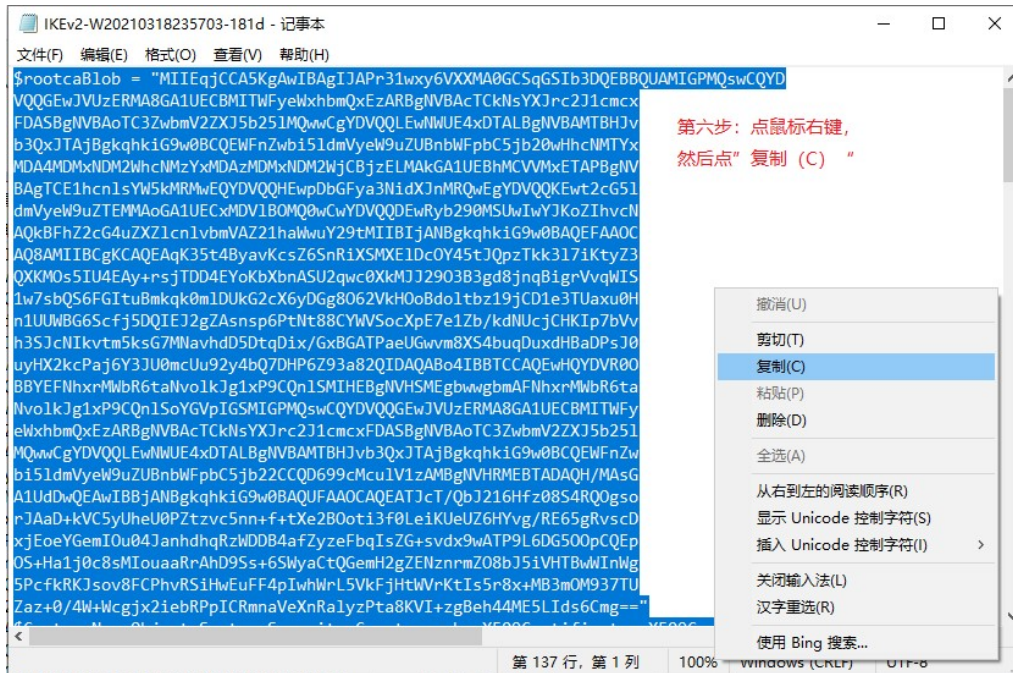 IKEv2-W20210318235703-181d - 记事本
文件(F) 编辑(E) 格式(O) 查看(V) 帮助(H)
$rootcaBlob = "MIIEqjCCA5KgAwIBAgIJAPr31wxy6VXXMA0GCSqGSIb3DQEBBQUAMIGPMQswCQYD
VQQGEwJVUzERMA8GA1UECBMITWFyeWxhbmQxEzARBgNVBAcTCkNsYXJrc2J1cmcx
FDASBgNVBAoTC3ZwbmV2ZXJ5b25lMQwwCgYDVQQLEwNWUE4xDTALBgNVBAMTBHJv
b3QxJTAjBgkqhkiG9w0BCQEWFnZwbi5ldmVyeW9uZUBnbWFpbC5jb20wHhcNMTYx
MDA4MDMxNDM2WhcNMzYxMDAzMDMxNDM2WjCBjzELMAkGA1UEBhMCVVMxETAPBgNV
BAgTCE1hcnlsYW5kMRMwEQYDVQQHEwpDbGFya3NidXJnMRQwEgYDVQQKEwt2cG5l
dmVyeW9uZTEMMAoGA1UECxMDVlBOMQ0wCwYDVQQDEwRyb290MSUwIwYJKoZIhvcN
AQkBFhZ2cG4uZXZlcnlvbmVAZ21haWwuY29tMIIBIjANBgkqhkiG9w0BAQEFAAOC
AQ8AMIIBCgKCAQEAqK35t4ByavKcsZ6SnRiXSMXElDcOY45tJQpzTkk3l7iKtyZ3
QXKMOs5IU4EAy+rsjTDD4EYoKbXbnASU2qwc0XkMJJ29O3B3gd8jnqBigrVvqWIS
1w7sbQS6FGItuBmkqk0mlDUkG2cX6yDGg8O62VkHOoBdoltbz19jCD1e3TUaxu0H
n1UUWBG6Scfj5DQIEJ2gZAsnsp6PtNt88CYWVSocXpE7e1Zb/kdNUcjCHKIp7bVv
h3SJcNIkvtm5ksG7MNavhdD5DtqDix/GxBGATPaeUGwvm8XS4buqDuxdHBaDPsJ0
uyHX2kcPaj6Y3JU0mcUu92y4bQ7DHP6Z93a82QIDAQABo4IBBTCCAQEwHQYDVR0O
BBYEFNhxrMWbR6taNvolkJg1xP9CQnlSMIHEBgNVHSMEgbwwgbmAFNhxrMWbR6ta
NvolkJg1xP9CQnlSoYGVpIGSMIGPMQswCQYDVQQGEwJVUzERMA8GA1UECBMITWFy
eWxhbmQxEzARBgNVBAcTCkNsYXJrc2J1cmcxFDASBgNVBAoTC3ZwbmV2ZXJ5b25l
MQwwCgYDVQQLEwNWUE4xDTALBgNVBAMTBHJvb3QxJTAjBgkqhkiG9w0BCQEWFnZw
bi5ldmVyeW9uZUBnbWFpbC5jb22CCQD699cMculV1zAMBgNVHRMEBTADAQH/MAsG
A1UdDwQEAwIBBjANBgkqhkiG9w0BAQUFAAOCAQEATJcT/QbJ216Hfz08S4RQOgso
rJAaD+kVC5yUheU0PZtzvc5nn+f+tXe2BOoti3f0LeiKUeUZ6HYvg/RE65gRvscD
xjEoeYGemIOu04JanhdhqRzWDDB4afZyzeFbqIsZG+svdx9wATP9L6DG5OOpCQEp
OS+Ha1j0c8sMIouaaRrAhD9Ss+6SWyaCtQGemH2gZENznrmZO8bJ5iVHTBwWInWg
5PcfkRKJsov8FCPhvRSiHwEuFF4pIwhWrL5VkFjHtWVrKtIs5r8x+MB3mOM937TU
Zaz+0/4W+Wcgjx2iebRPpICRmnaVeXnRalyzPta8KVI+zgBeh44ME5LIds6Cmg=="
第六步：点鼠标右键，
然后点”复制（C）“
撤消(U)
剪切(T)
复制(C)
粘贴(P)
删除(D)
全选(A)
从右到左的阅读顺序(R)
显示 Unicode 控制字符(S)
插入 Unicode 控制字符(I)
关闭输入法(L)
汉字重选(R)
使用 Bing 搜索...
第 137 行，第 1 列 100% Windows (CRLF) UTF-8